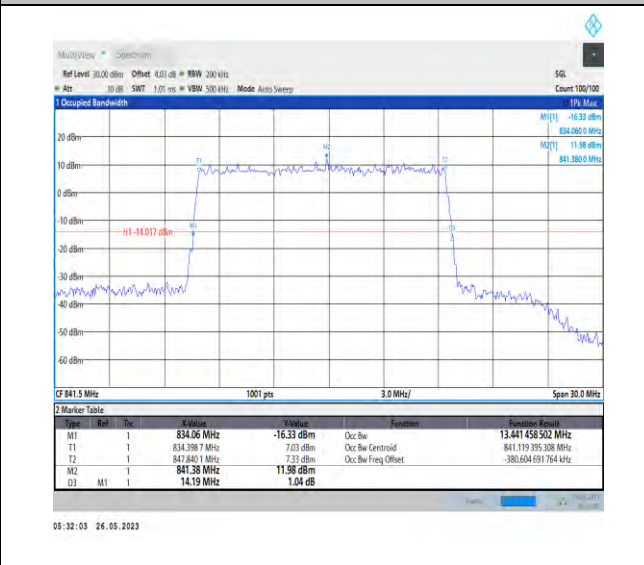 MultiView Spectrum
Ref Level 30.00 dBm Offset 4.03 dB RBW 200 kHz SGL
Att 30 dB SWT 1.01 ms VBW 500 kHz Mode Auto Sweep Count 100/100
1 Occupied Bandwidth 1Pk Max
M1[1] -16.33 dBm
834.060 0 MHz
M2[1] 11.98 dBm
841.380 0 MHz
20 dBm
M2
T1 T2
10 dBm
0 dBm
-10 dBm
M1
H1 -14.017 dBm
D3
-20 dBm
-30 dBm
-40 dBm
-50 dBm
-60 dBm
CF 841.5 MHz 1001 pts 3.0 MHz/ Span 30.0 MHz
2 Marker Table
Type Ref Trc X-Value Y-Value Function Function Result
M1 1 834.06 MHz -16.33 dBm Occ Bw 13.441 458 502 MHz
T1 1 834.398 7 MHz 7.03 dBm Occ Bw Centroid 841.119 395 308 MHz
T2 1 847.840 1 MHz 7.33 dBm Occ Bw Freq Offset -380.604 691 764 kHz
M2 1 841.38 MHz 11.98 dBm
D3 M1 1 14.19 MHz 1.04 dB
05:32:03 26.05.2023